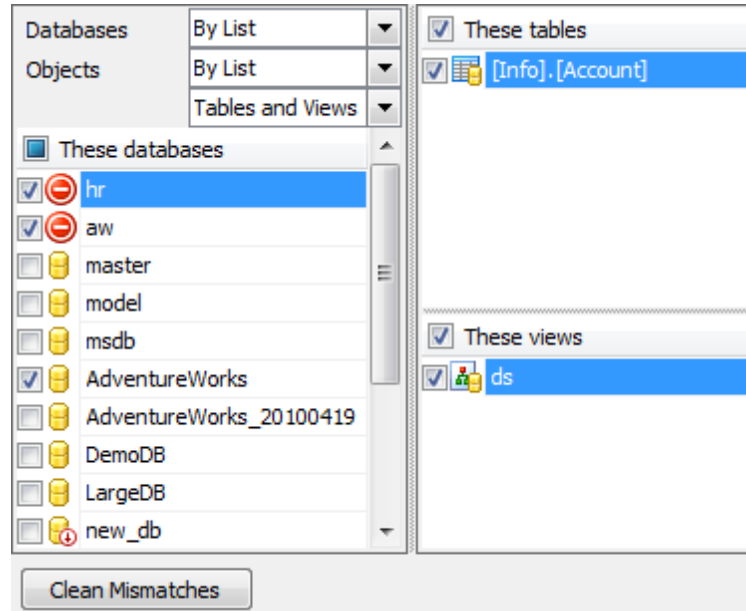 Databases By List
Objects By List
Tables and Views
These databases
hr
aw
master
model
msdb
AdventureWorks
AdventureWorks_20100419
DemoDB
LargeDB
new_db
These tables
[Info].[Account]
These views
ds
Clean Mismatches